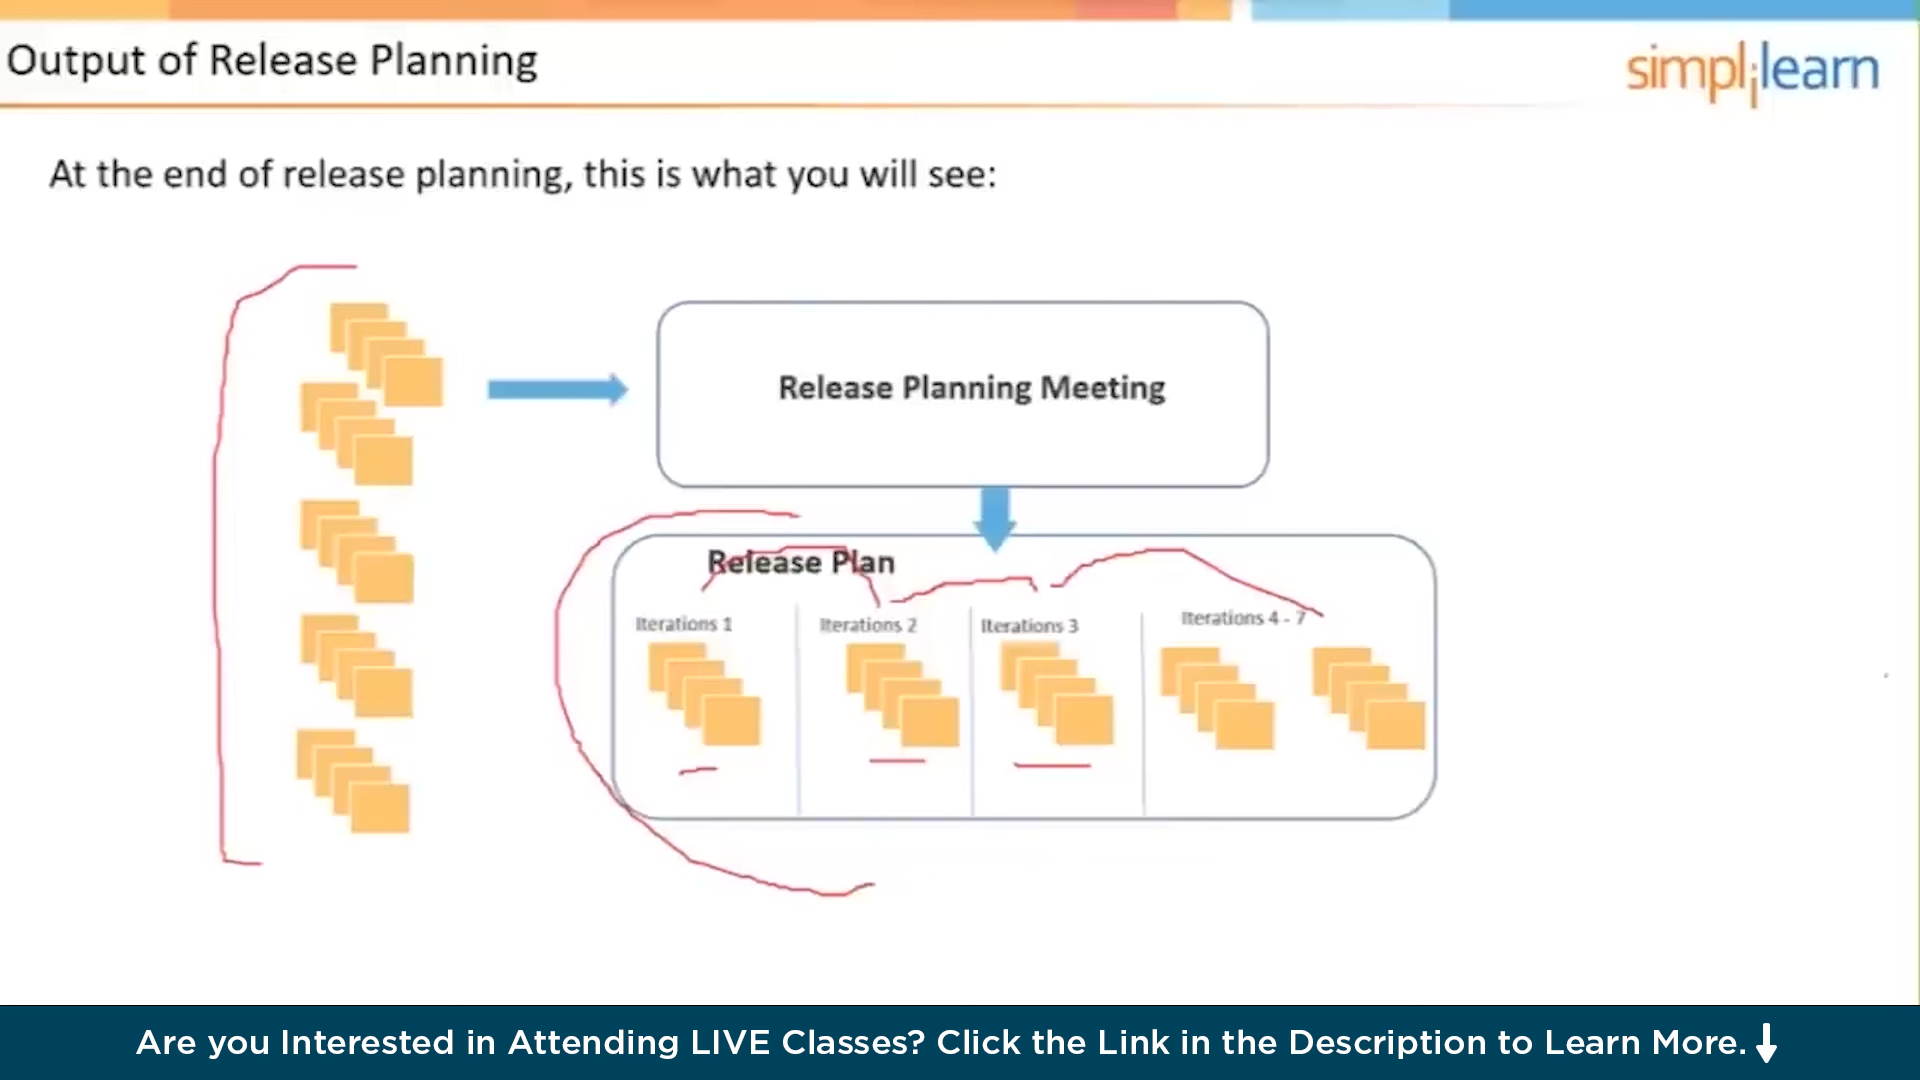 Output of Release Planning
simplilearn
At the end of release planning, this is what you will see:
Release Planning Meeting
Release Plan
Iterations 1
Iterations 2
Iterations 3
Iterations 4 - 7
Are you Interested in Attending LIVE Classes? Click the Link in the Description to Learn More.